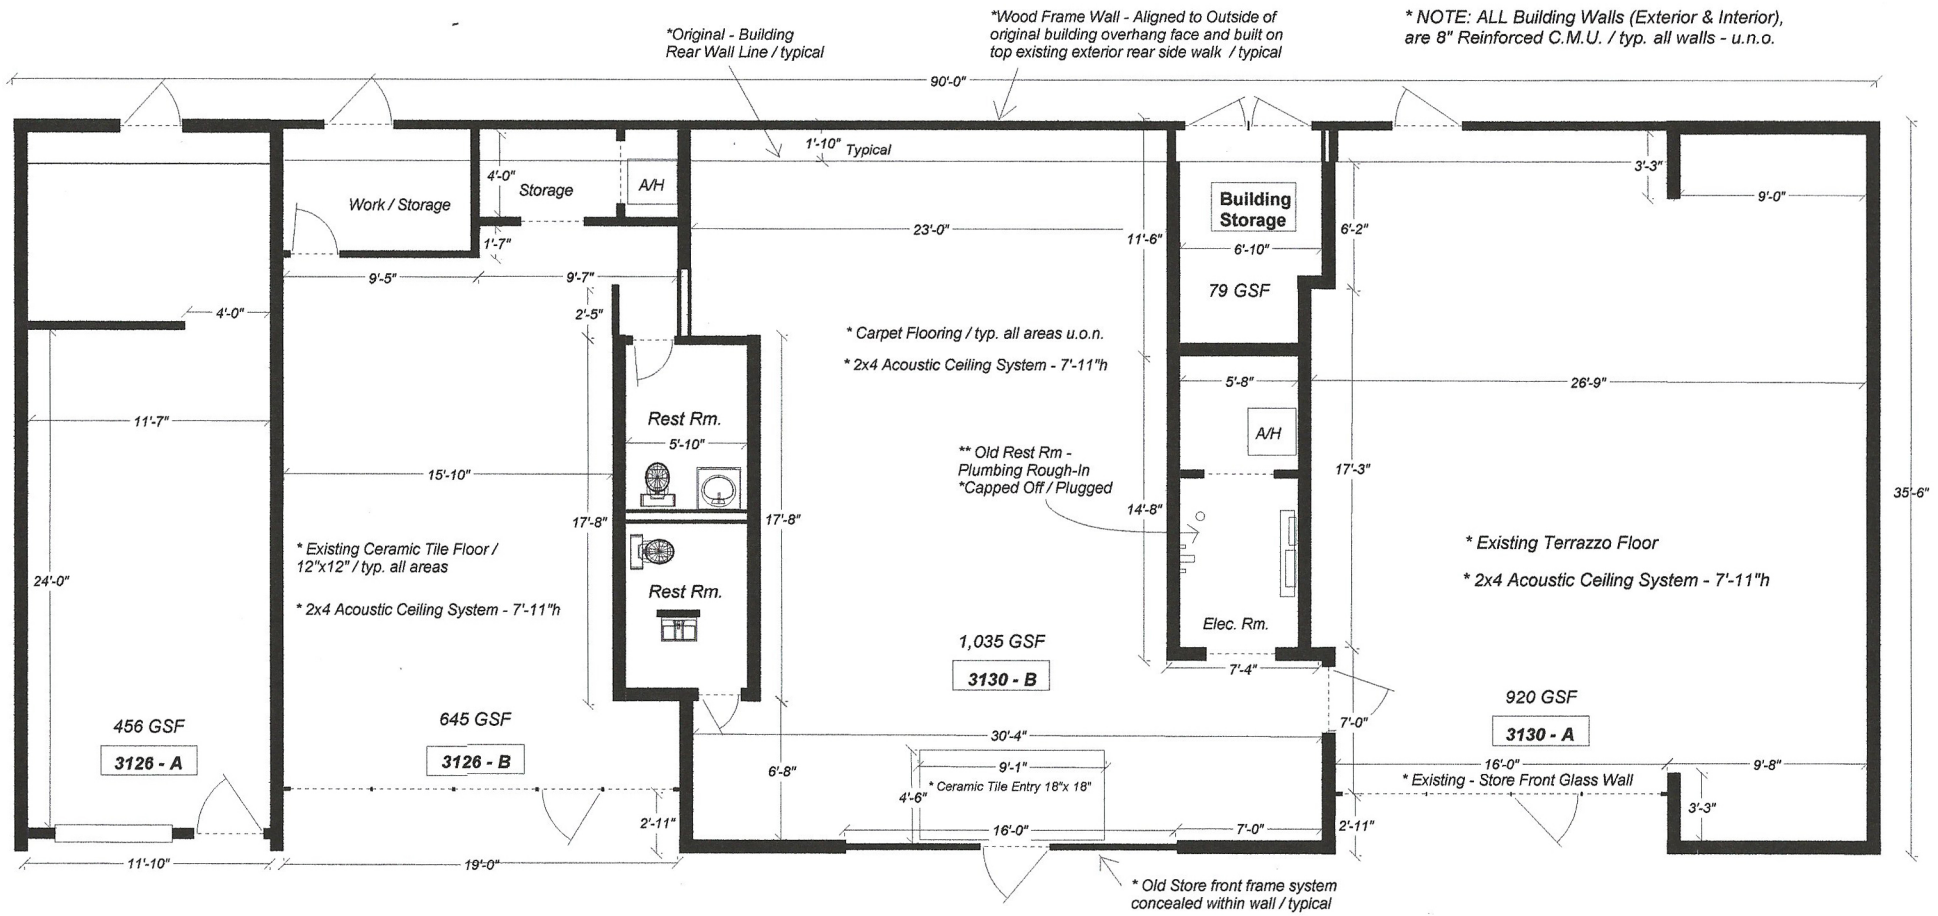 *Original - Building
Rear Wall Line / typical
*Wood Frame Wall - Aligned to Outside of
original building overhang face and built on
top existing exterior rear side walk / typical
* NOTE: ALL Building Walls (Exterior & Interior),
are 8" Reinforced C.M.U. / typ. all walls - u.n.o.
90'-0"
1'-10"
Typical
3'-3"
4'-0"
Storage
A/H
Work / Storage
9'-0"
Building
Storage
23'-0"
11'-6"
6'-2"
1'-7"
6'-10"
9'-5"
9'-7"
79 GSF
4'-0"
2'-5"
* Carpet Flooring / typ. all areas u.o.n.
* 2x4 Acoustic Ceiling System - 7'-11"h
5'-8"
26'-9"
11'-7"
Rest Rm.
5'-10"
A/H
** Old Rest Rm -
Plumbing Rough-In
*Capped Off / Plugged
15'-10"
17'-3"
35'-6"
14'-8"
17'-8"
17'-8"
* Existing Ceramic Tile Floor /
12"x12" / typ. all areas
* Existing Terrazzo Floor
24'-0"
* 2x4 Acoustic Ceiling System - 7'-11"h
Rest Rm.
* 2x4 Acoustic Ceiling System - 7'-11"h
Elec. Rm.
1,035 GSF
3130 - B
7'-4"
920 GSF
3130 - A
456 GSF
3126 - A
645 GSF
3126 - B
7'-0"
30'-4"
6'-8"
9'-1"
16'-0"
9'-8"
* Existing - Store Front Glass Wall
* Ceramic Tile Entry 18"x 18"
4'-6"
3'-3"
2'-11"
16'-0"
7'-0"
2'-11"
11'-10"
19'-0"
* Old Store front frame system
concealed within wall / typical